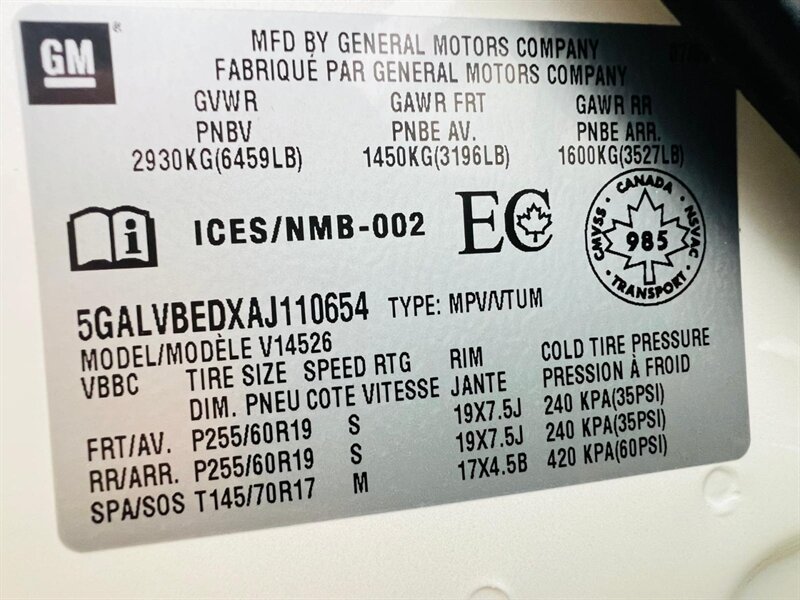 GM®
MFD BY GENERAL MOTORS COMPANY
FABRIQUÉ PAR GENERAL MOTORS COMPANY
GVWR GAWR FRT GAWR RR
PNBV PNBE AV. PNBE ARR.
2930KG(6459LB) 1450KG(3196LB) 1600KG(3527LB)
i ICES/NMB-002 EC
CANADA
CMVSS 985 NSVAC
TRANSPORT
5GALVBEDXAJ110654 TYPE: MPV/VTUM
MODEL/MODÈLE V14526
VBBC TIRE SIZE SPEED RTG RIM COLD TIRE PRESSURE
DIM. PNEU COTE VITESSE JANTE PRESSION À FROID
FRT/AV. P255/60R19 S 19X7.5J 240 KPA(35PSI)
RR/ARR. P255/60R19 S 19X7.5J 240 KPA(35PSI)
SPA/SOS T145/70R17 M 17X4.5B 420 KPA(60PSI)